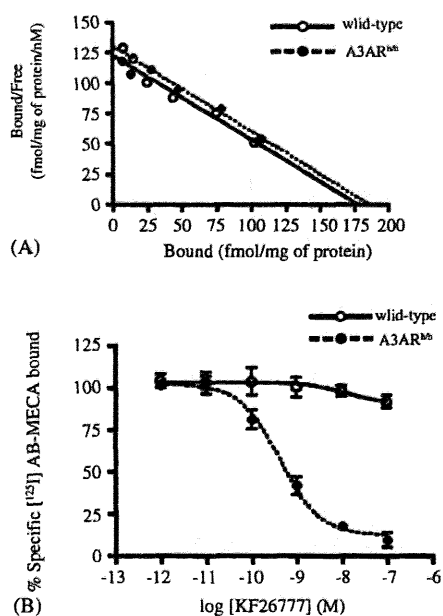 wlid-type
A3AR^h/h
Bound/Free
(fmol/mg of protein/nM)
150
125
100
75
50
25
0
0 25 50 75 100 125 150 175 200
Bound (fmol/mg of protein)
(A)
wlid-type
A3AR^h/h
% Specific [¹²⁵I] AB-MECA bound
125
100
75
50
25
0
-13 -12 -11 -10 -9 -8 -7 -6
log [KF26777] (M)
(B)